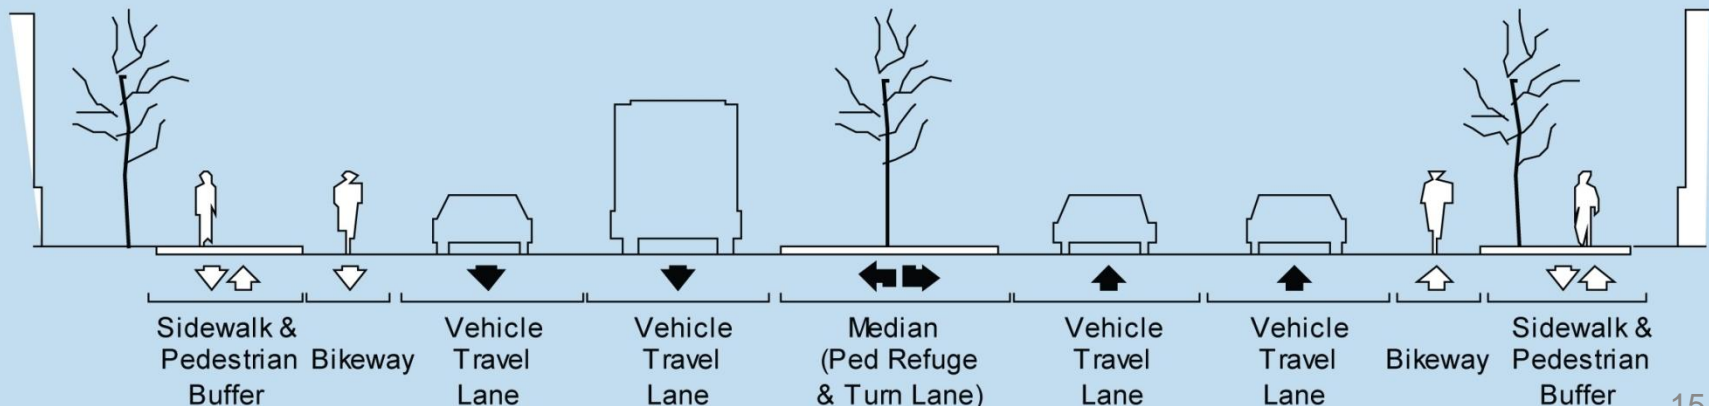 Sidewalk &
Pedestrian
Buffer
Bikeway
Vehicle
Travel
Lane
Vehicle
Travel
Lane
Median
(Ped Refuge
& Turn Lane)
Vehicle
Travel
Lane
Vehicle
Travel
Lane
Bikeway
Sidewalk &
Pedestrian
Buffer
15